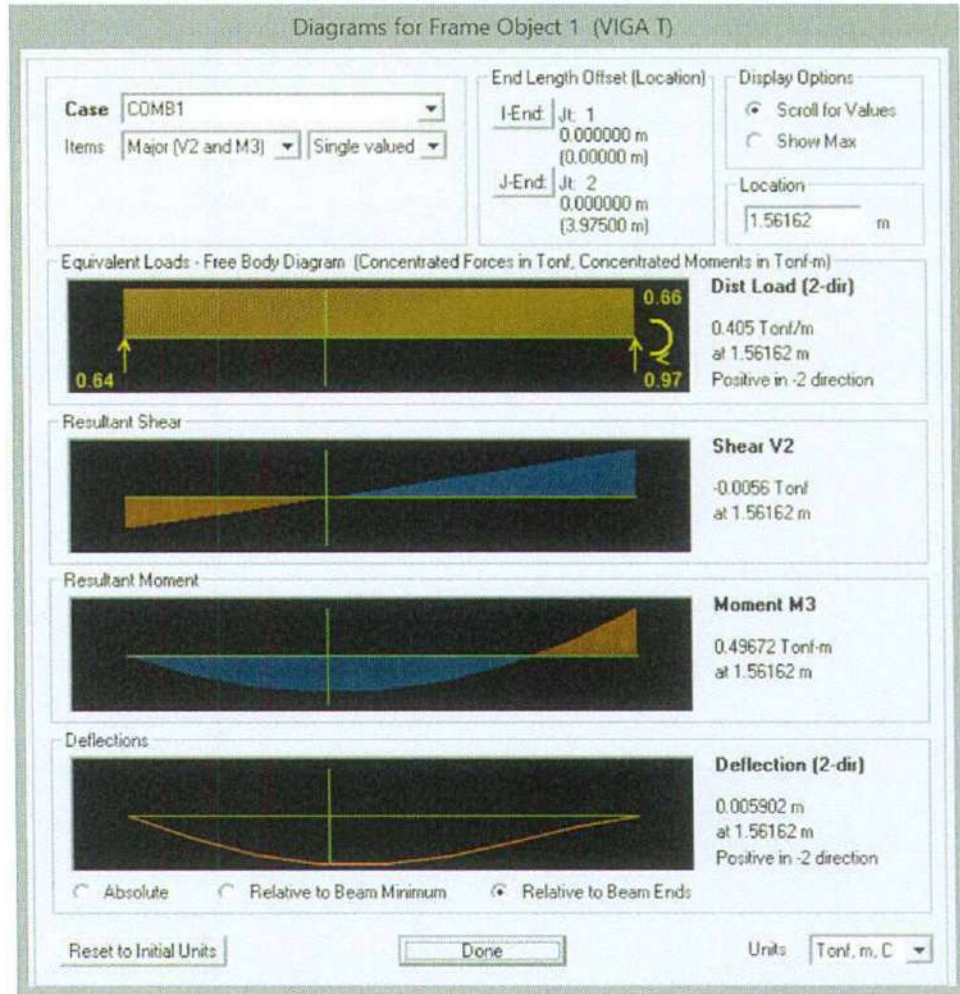 Diagrams for Frame Object 1 (VIGA T)
Case COMB1
Items Major (V2 and M3) Single valued
End Length Offset (Location)
I-End: Jt: 1
0.000000 m
(0.00000 m)
J-End: Jt: 2
0.000000 m
(3.97500 m)
Display Options
Scroll for Values
Show Max
Location
1.56162 m
Equivalent Loads - Free Body Diagram (Concentrated Forces in Tonf, Concentrated Moments in Tonf-m)
0.66
0.64
0.97
Dist Load (2-dir)
0.405 Tonf/m
at 1.56162 m
Positive in -2 direction
Resultant Shear
Shear V2
-0.0056 Tonf
at 1.56162 m
Resultant Moment
Moment M3
0.49672 Tonf-m
at 1.56162 m
Deflections
Deflection (2-dir)
0.005902 m
at 1.56162 m
Positive in -2 direction
Absolute Relative to Beam Minimum Relative to Beam Ends
Reset to Initial Units Done Units Tonf, m, C